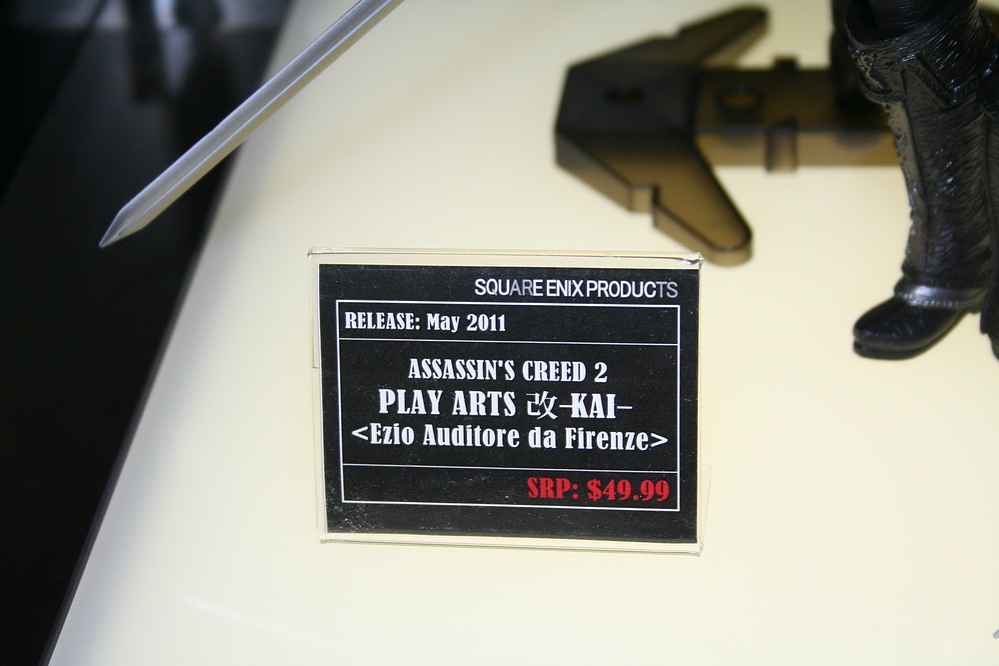 SQUARE ENIX PRODUCTS
RELEASE: May 2011
ASSASSIN'S CREED 2
PLAY ARTS 改-KAI-
<Ezio Auditore da Firenze>
SRP: $49.99